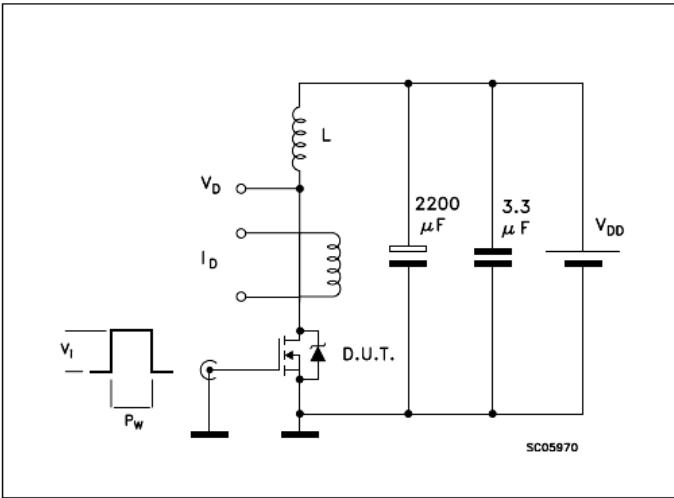 L
V_D
2200
μF
3.3
μF
V_DD
I_D
V_I
D.U.T.
P_W
SC05970